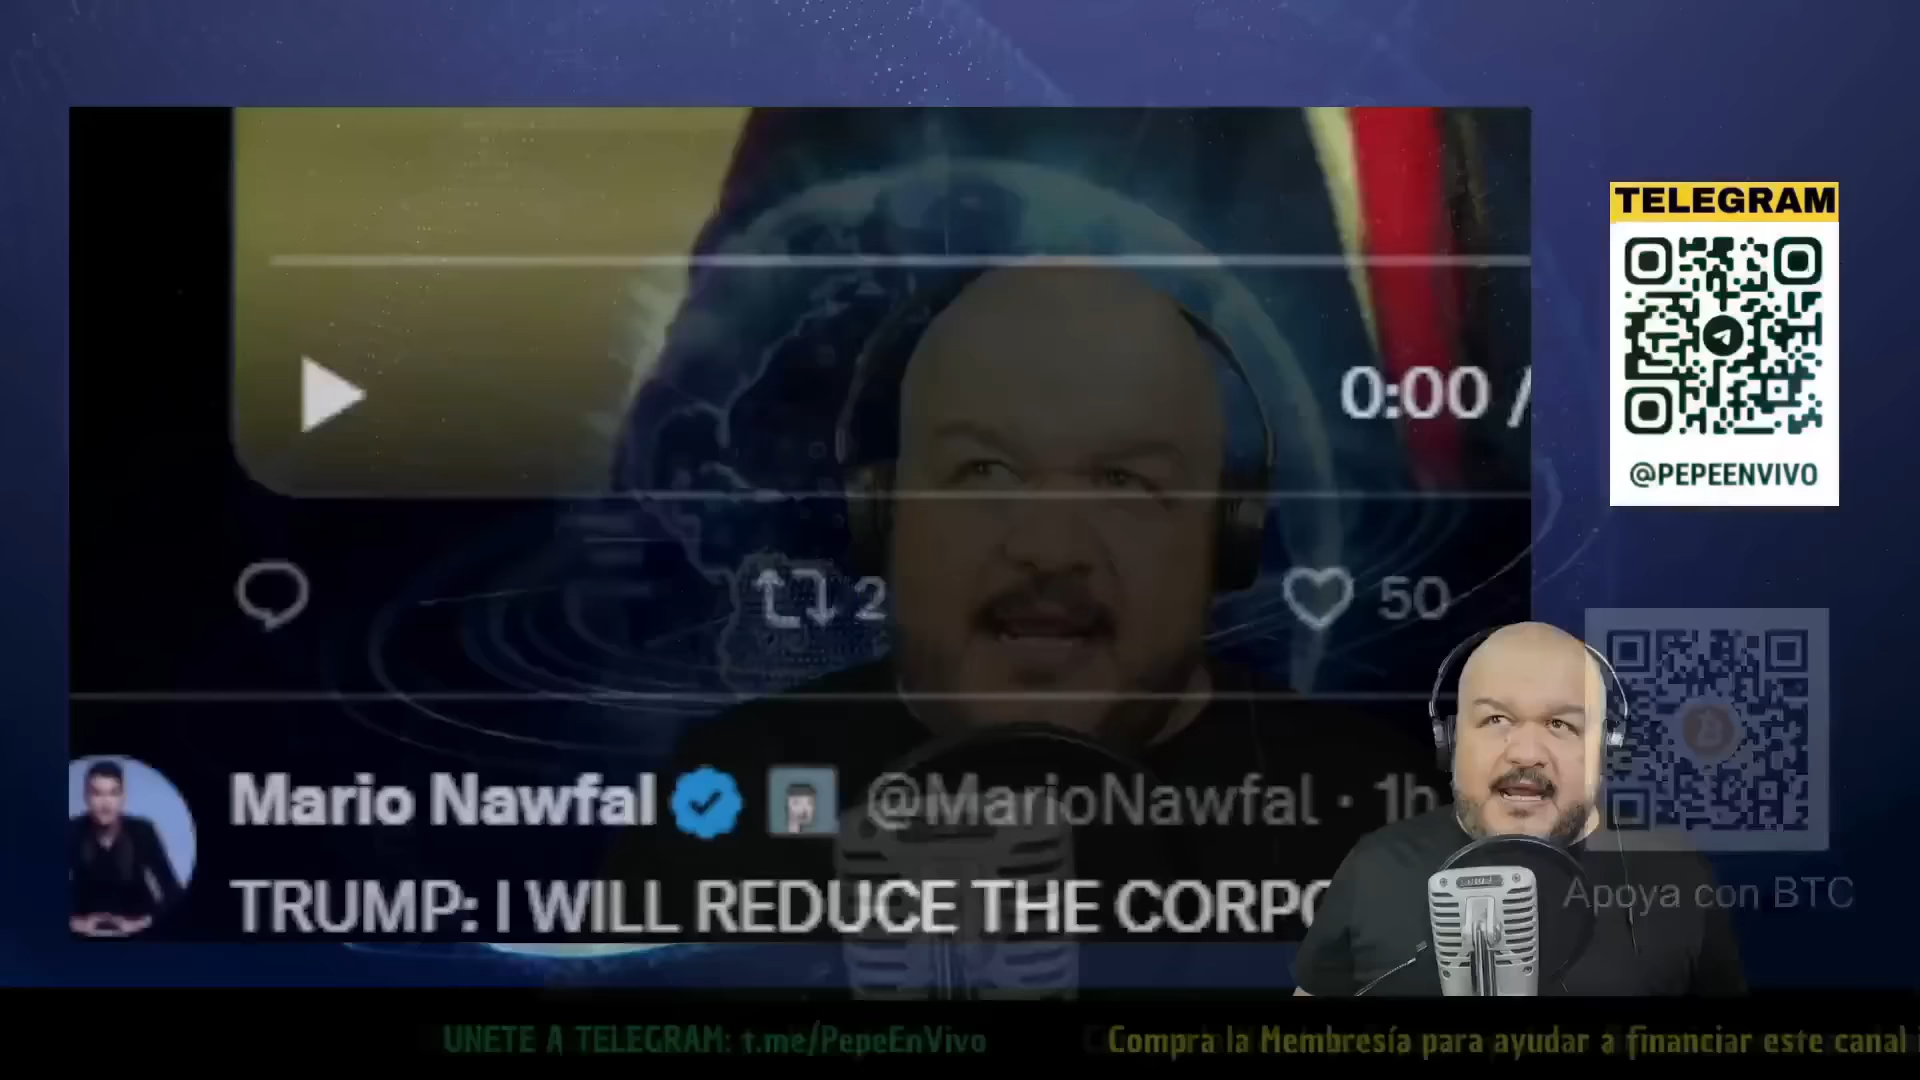 TELEGRAM
@PEPEENVIVO
0:00 /
2
50
Mario Nawfal @MarioNawfal · 1h
TRUMP: I WILL REDUCE THE CORPO
Apoya con BTC
UNETE A TELEGRAM: t.me/PepeEnVivo
Compra la Membresía para ayudar a financiar este canal